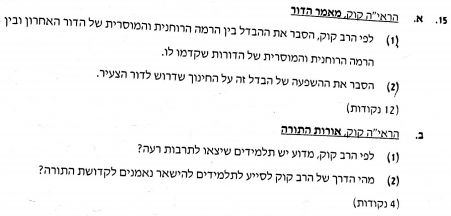 15. א. הראי"ה קוק, מאמר הדור
(1) לפי הרב קוק, הסבר את ההבדל בין הרמה הרוחנית והמוסרית של הדור האחרון ובין
הרמה הרוחנית והמוסרית של הדורות שקדמו לו.
(2) הסבר את ההשפעה של הבדל זה על החינוך שדרוש לדור הצעיר.
(12 נקודות)
ב. הראי"ה קוק, אורות התורה
(1) לפי הרב קוק, מדוע יש תלמידים שיצאו לתרבות רעה?
(2) מהי הדרך של הרב קוק לסייע לתלמידים להישאר נאמנים לקדושת התורה?
(4 נקודות)